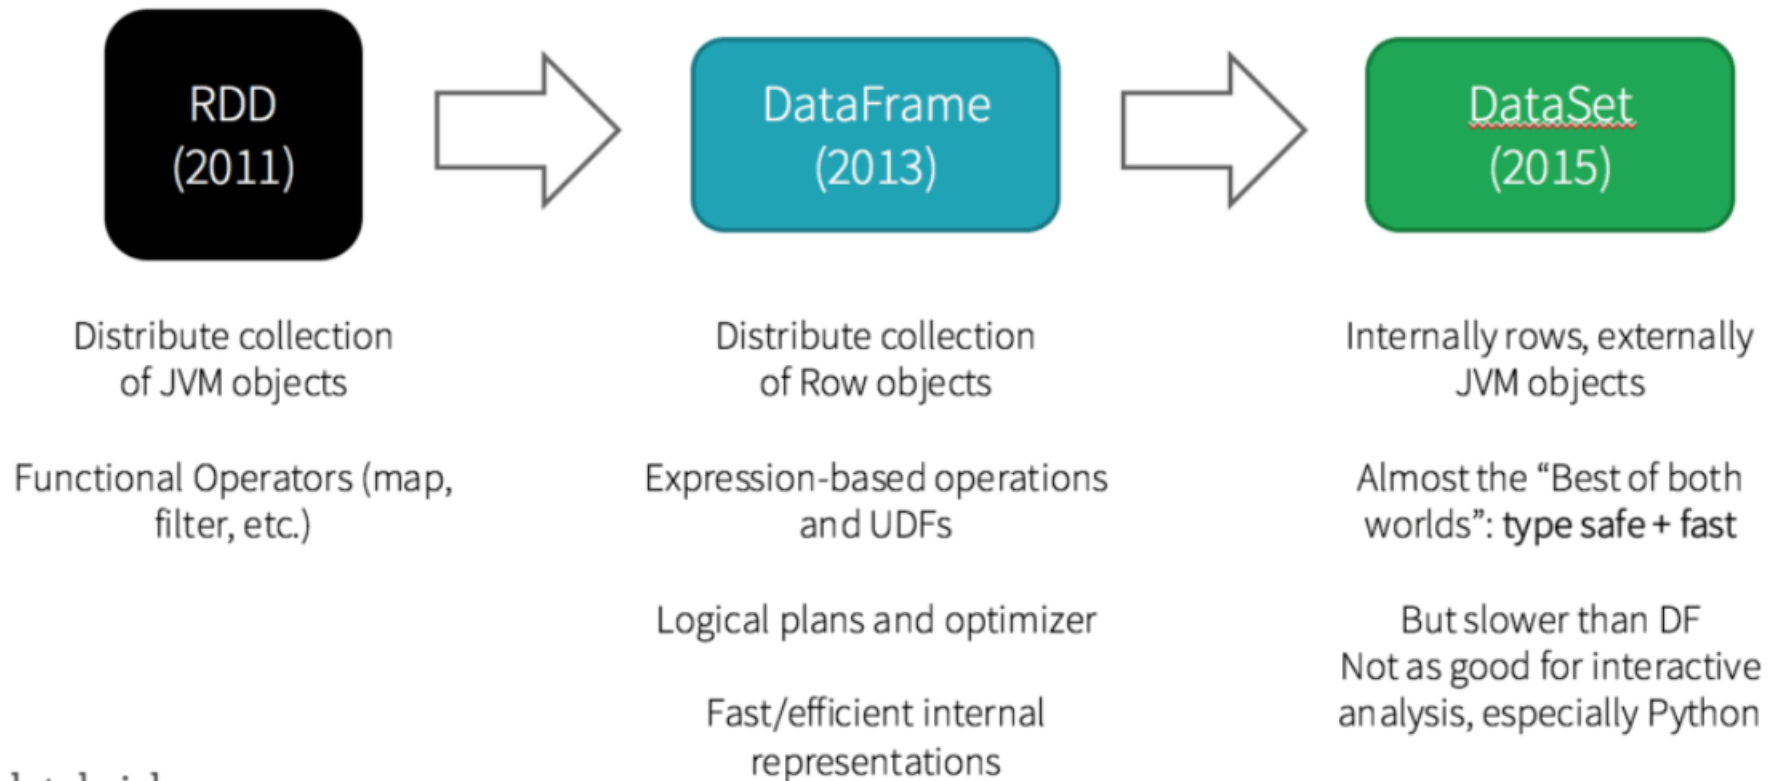 RDD
(2011)
DataFrame
(2013)
DataSet
(2015)
Distribute collection
of JVM objects
Functional Operators (map,
filter, etc.)
Distribute collection
of Row objects
Expression-based operations
and UDFs
Logical plans and optimizer
Fast/efficient internal
representations
Internally rows, externally
JVM objects
Almost the “Best of both
worlds”: type safe + fast
But slower than DF
Not as good for interactive
analysis, especially Python